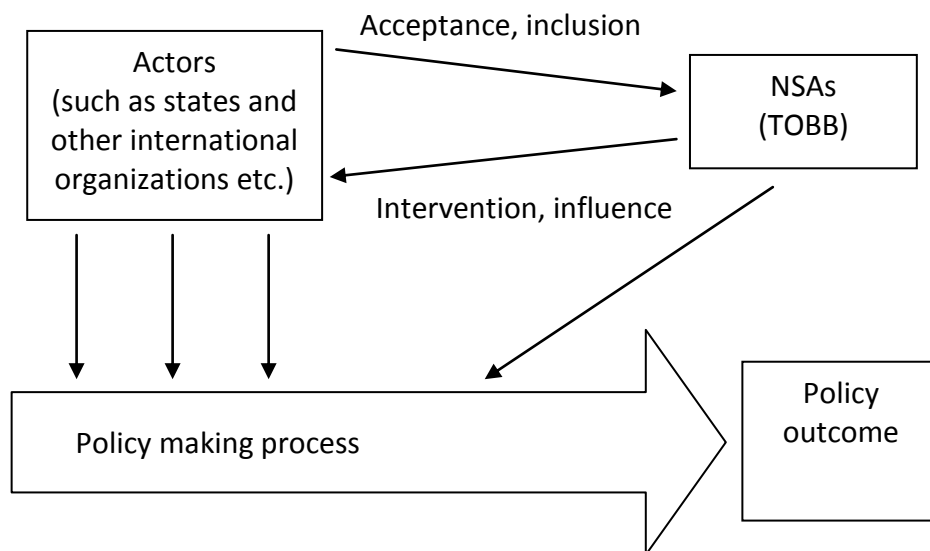 Acceptance, inclusion
Actors
(such as states and
other international
organizations etc.)
NSAs
(TOBB)
Intervention, influence
Policy making process
Policy
outcome